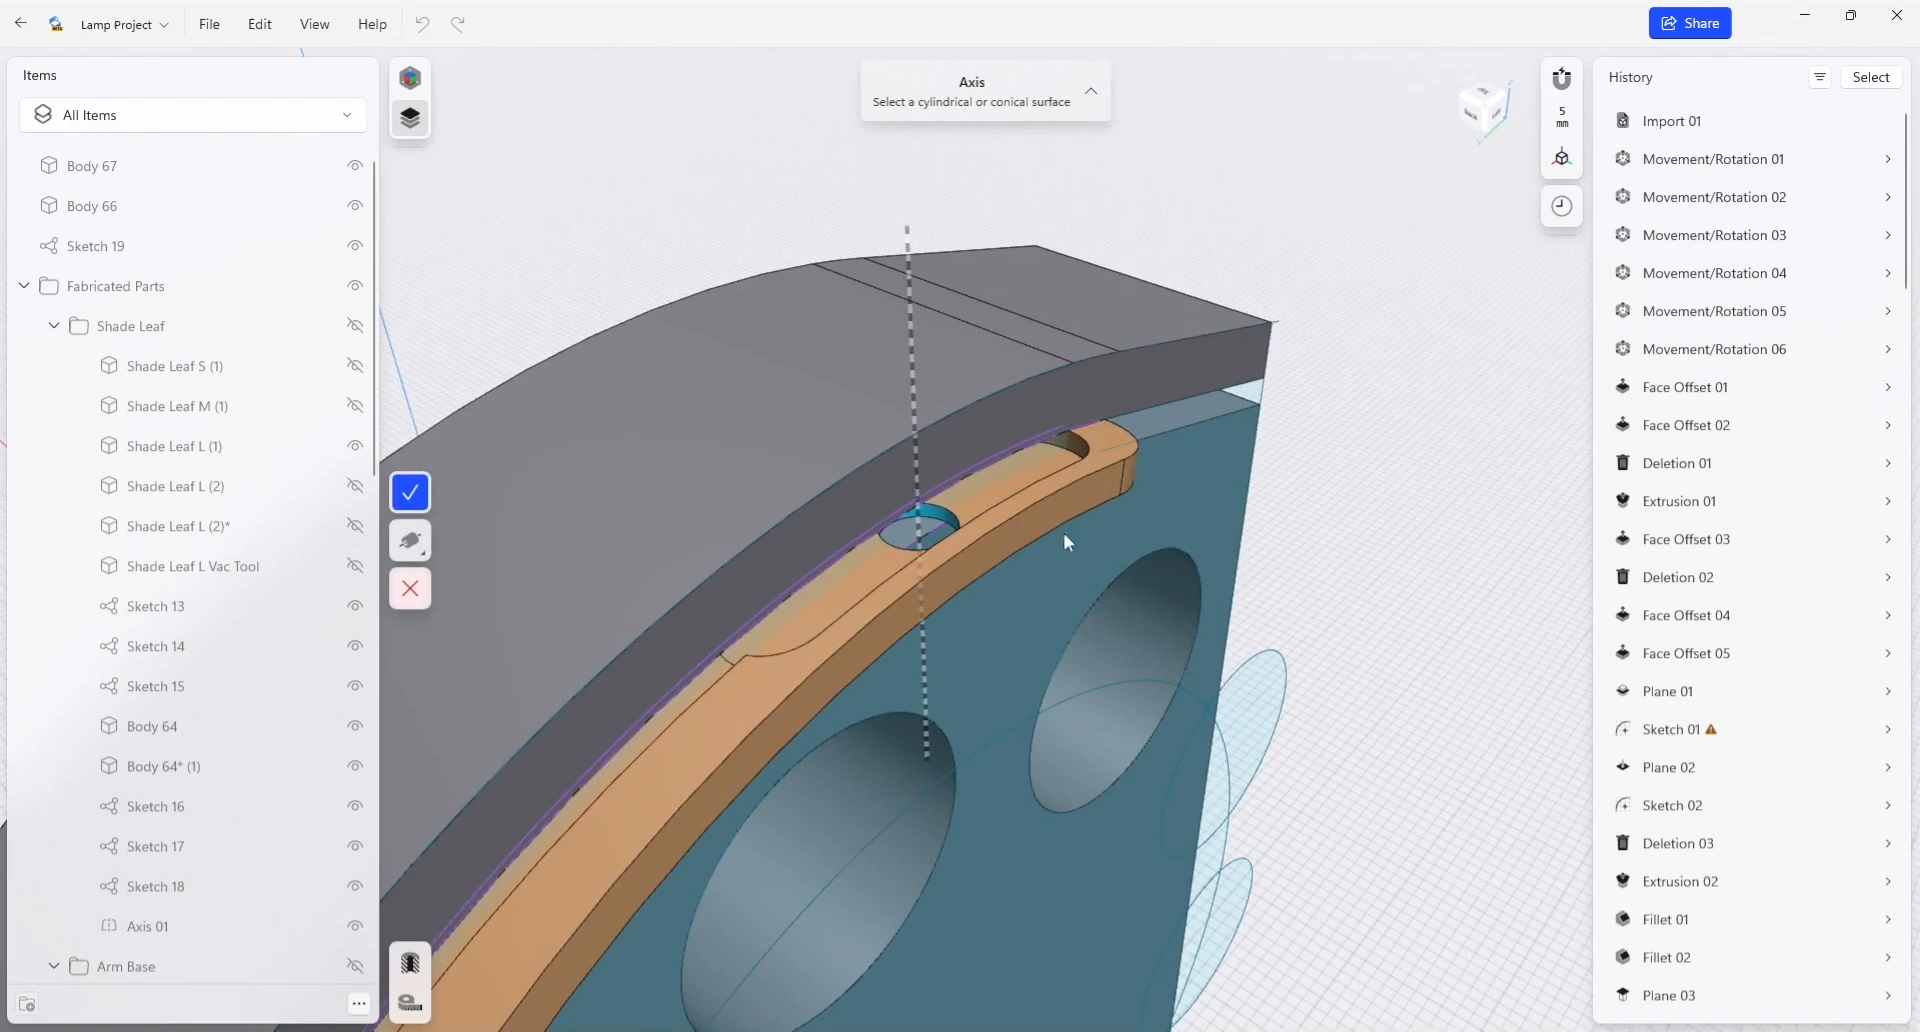 Lamp Project
File
Edit
View
Help
Share
Items
All Items
Body 67
Body 66
Sketch 19
Fabricated Parts
Shade Leaf
Shade Leaf S (1)
Shade Leaf M (1)
Shade Leaf L (1)
Shade Leaf L (2)
Shade Leaf L (2)*
Shade Leaf L Vac Tool
Sketch 13
Sketch 14
Sketch 15
Body 64
Body 64* (1)
Sketch 16
Sketch 17
Sketch 18
Axis 01
Arm Base
Axis
Select a cylindrical or conical surface
5
mm
History
Select
Import 01
Movement/Rotation 01
Movement/Rotation 02
Movement/Rotation 03
Movement/Rotation 04
Movement/Rotation 05
Movement/Rotation 06
Face Offset 01
Face Offset 02
Deletion 01
Extrusion 01
Face Offset 03
Deletion 02
Face Offset 04
Face Offset 05
Plane 01
Sketch 01
Plane 02
Sketch 02
Deletion 03
Extrusion 02
Fillet 01
Fillet 02
Plane 03